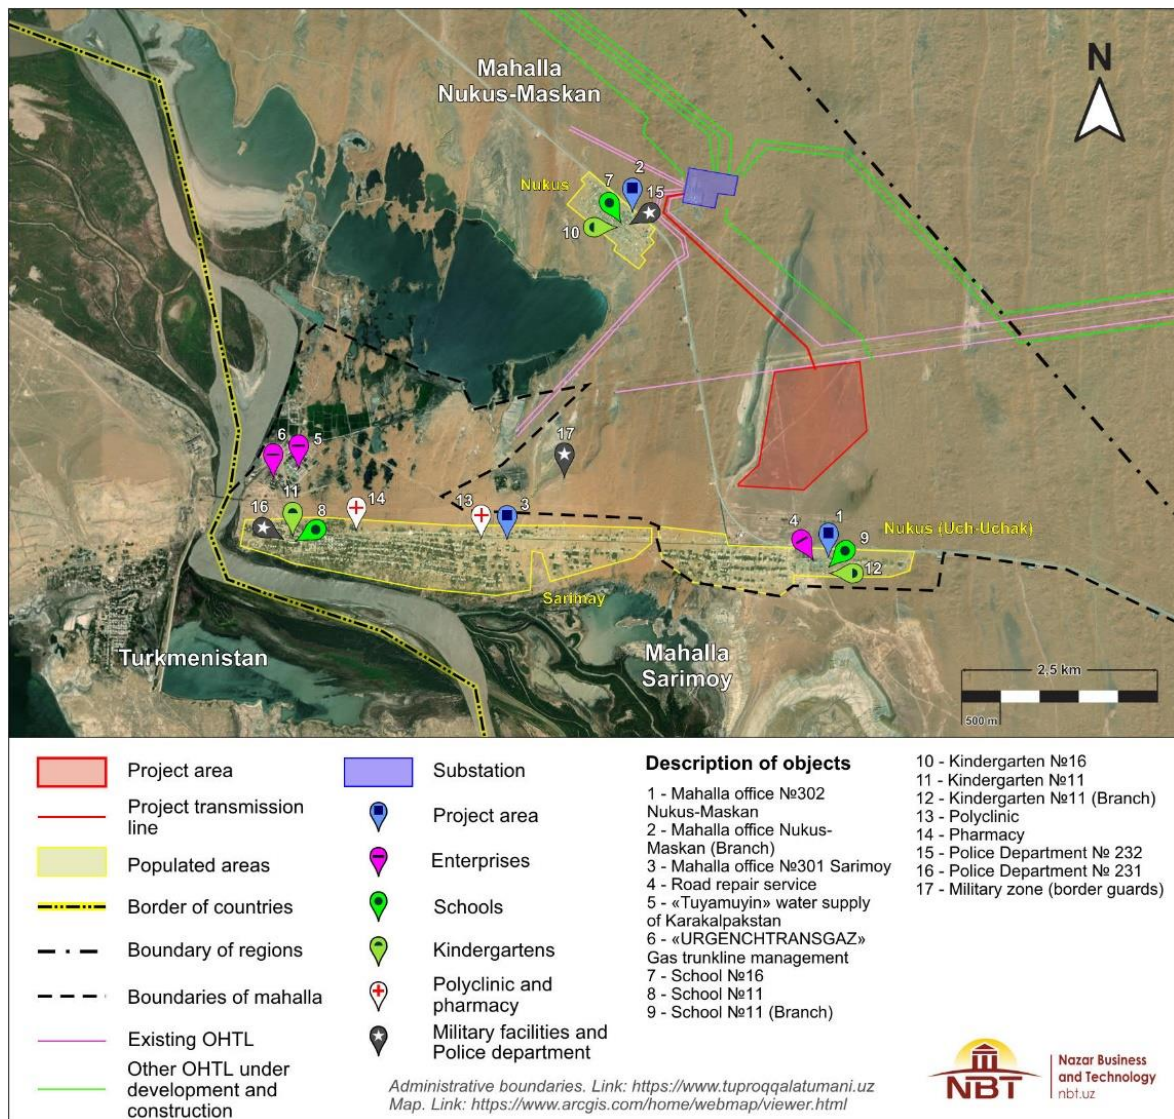 Mahalla
Nukus-Maskan
N
Nukus
2
7
15
10
17
6
5
16
11
8
14
13
3
4
1
9
12
Nukus (Uch-Uchak)
Sarimay
Turkmenistan
Mahalla
Sarimoy
2,5 km
500 m
Project area
Project transmission
line
Populated areas
Border of countries
Boundary of regions
Boundaries of mahalla
Existing OHTL
Other OHTL under
development and
construction
Substation
Project area
Enterprises
Schools
Kindergartens
Polyclinic and
pharmacy
Military facilities and
Police department
Description of objects
1 - Mahalla office №302
Nukus-Maskan
2 - Mahalla office Nukus-
Maskan (Branch)
3 - Mahalla office №301 Sarimoy
4 - Road repair service
5 - «Tuyamuyin» water supply
of Karakalpakstan
6 - «URGENCHTRANSGAZ»
Gas trunkline management
7 - School №16
8 - School №11
9 - School №11 (Branch)
10 - Kindergarten №16
11 - Kindergarten №11
12 - Kindergarten №11 (Branch)
13 - Polyclinic
14 - Pharmacy
15 - Police Department № 232
16 - Police Department № 231
17 - Military zone (border guards)
Administrative boundaries. Link: https://www.tuproqqalatumani.uz
Map. Link: https://www.arcgis.com/home/webmap/viewer.html
NBT
Nazar Business
and Technology
nbt.uz